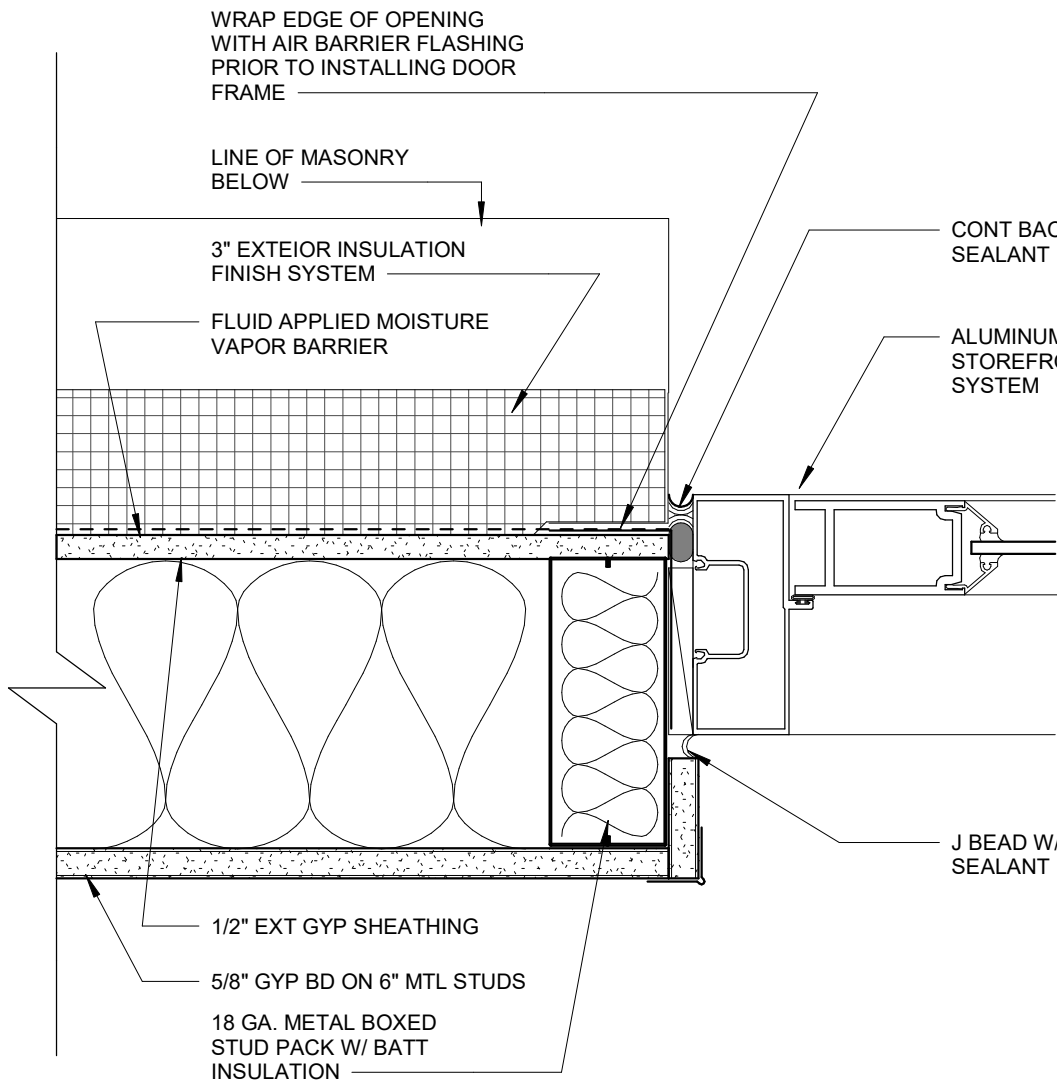 WRAP EDGE OF OPENING
WITH AIR BARRIER FLASHING
PRIOR TO INSTALLING DOOR
FRAME
LINE OF MASONRY
BELOW
3" EXTEIOR INSULATION
FINISH SYSTEM
FLUID APPLIED MOISTURE
VAPOR BARRIER
CONT BAC
SEALANT
ALUMINUM
STOREFRO
SYSTEM
J BEAD W/
SEALANT
1/2" EXT GYP SHEATHING
5/8" GYP BD ON 6" MTL STUDS
18 GA. METAL BOXED
STUD PACK W/ BATT
INSULATION